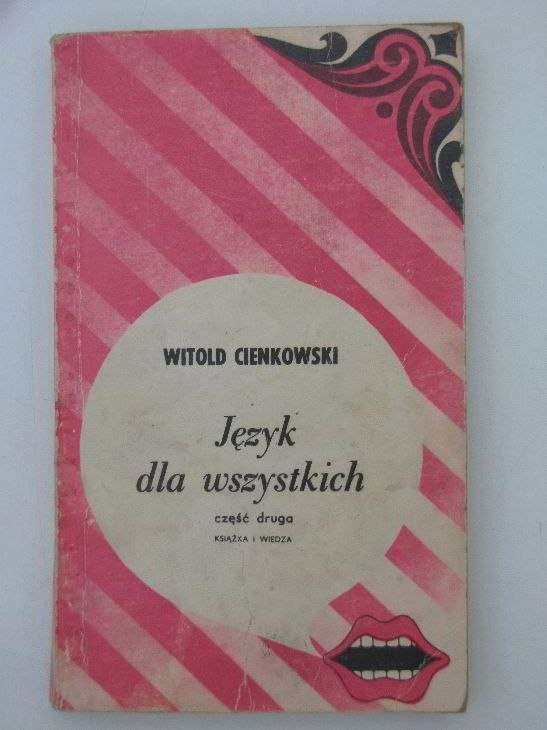 WITOLD CIENKOWSKI
Język
dla wszystkich
część druga
KSIĄŻKA I WIEDZA